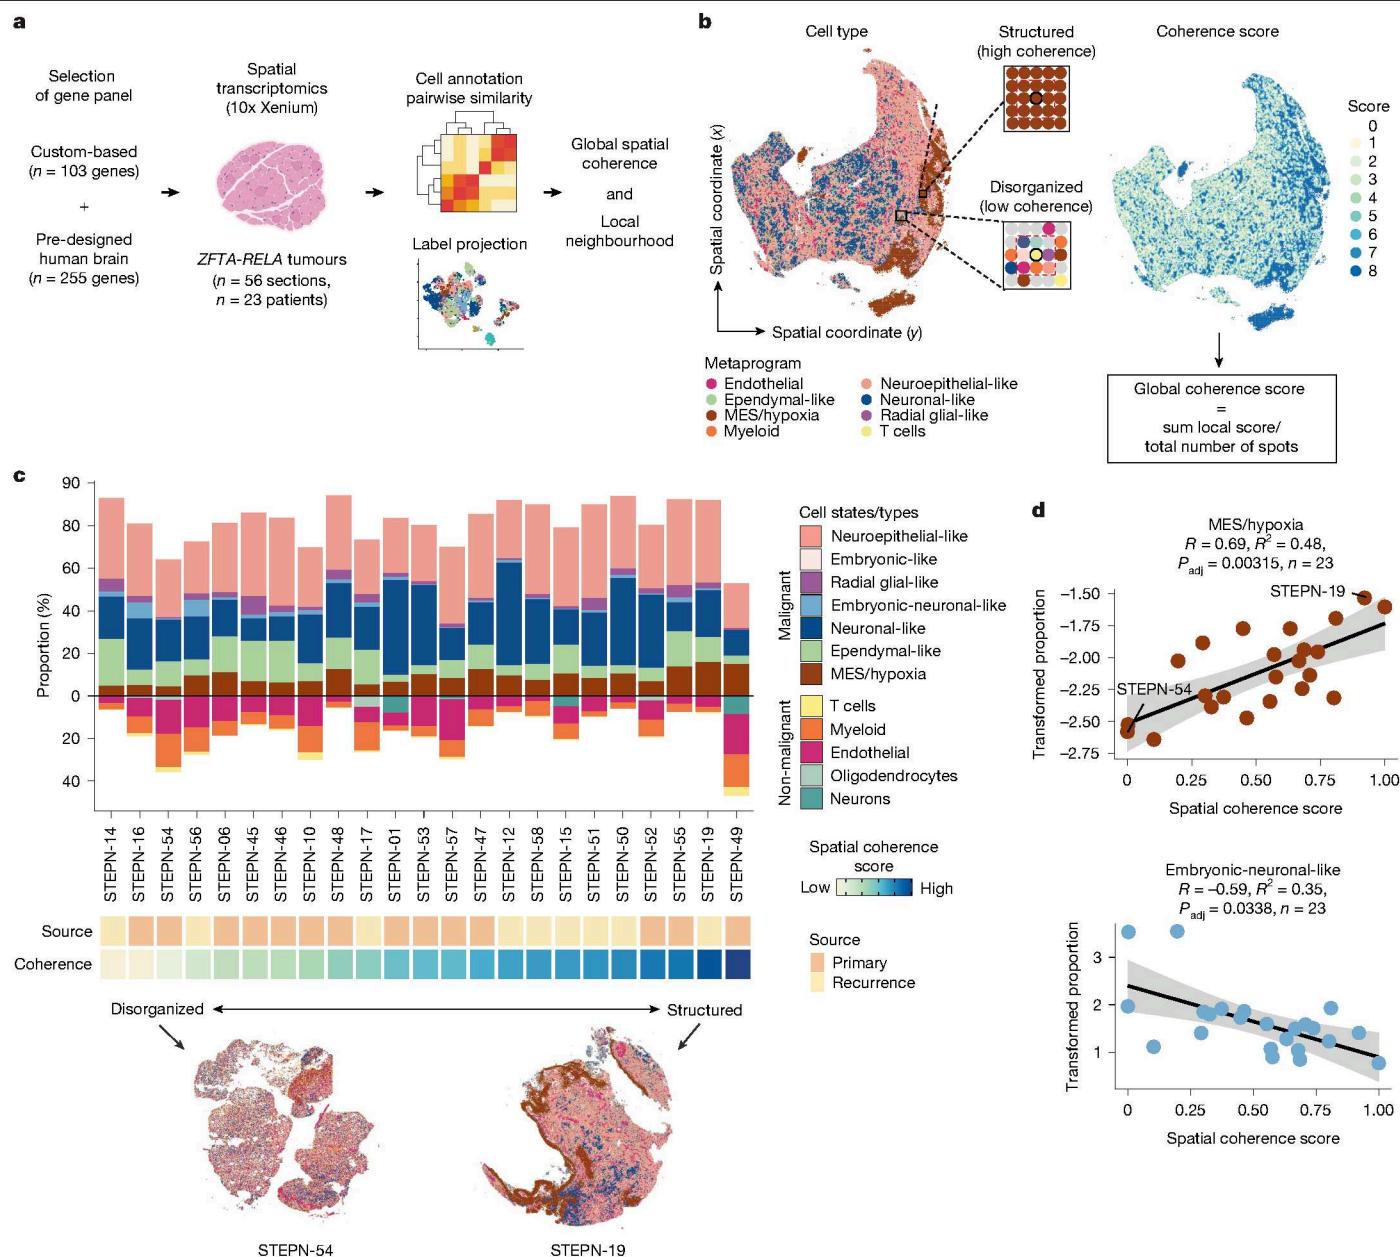 a
Selection
of gene panel
Custom-based
(n = 103 genes)
+
Pre-designed
human brain
(n = 255 genes)
Spatial
transcriptomics
(10x Xenium)
ZFTA-RELA tumours
(n = 56 sections,
n = 23 patients)
Cell annotation
pairwise similarity
Label projection
Global spatial
coherence
and
Local
neighbourhood
b
Cell type
Spatial coordinate (x)
Spatial coordinate (y)
Structured
(high coherence)
Disorganized
(low coherence)
Coherence score
Score
0
1
2
3
4
5
6
7
8
Metaprogram
Endothelial
Ependymal-like
MES/hypoxia
Myeloid
Neuroepithelial-like
Neuronal-like
Radial glial-like
T cells
Global coherence score
=
sum local score/
total number of spots
c
Proportion (%)
90
80
60
40
20
0
20
40
STEPN-14
STEPN-16
STEPN-54
STEPN-56
STEPN-06
STEPN-45
STEPN-46
STEPN-10
STEPN-48
STEPN-17
STEPN-01
STEPN-53
STEPN-57
STEPN-47
STEPN-12
STEPN-58
STEPN-15
STEPN-51
STEPN-50
STEPN-52
STEPN-55
STEPN-19
STEPN-49
Source
Coherence
Disorganized
Structured
STEPN-54
STEPN-19
Cell states/types
Malignant
Neuroepithelial-like
Embryonic-like
Radial glial-like
Embryonic-neuronal-like
Neuronal-like
Ependymal-like
MES/hypoxia
Non-malignant
T cells
Myeloid
Endothelial
Oligodendrocytes
Neurons
Spatial coherence
score
Low
High
Source
Primary
Recurrence
d
MES/hypoxia
R = 0.69, R² = 0.48,
Padj = 0.00315, n = 23
Transformed proportion
−1.50
−1.75
−2.00
−2.25
−2.50
−2.75
STEPN-19
STEPN-54
0
0.25
0.50
0.75
1.00
Spatial coherence score
Embryonic-neuronal-like
R = −0.59, R² = 0.35,
Padj = 0.0338, n = 23
Transformed proportion
3
2
1
0
0.25
0.50
0.75
1.00
Spatial coherence score